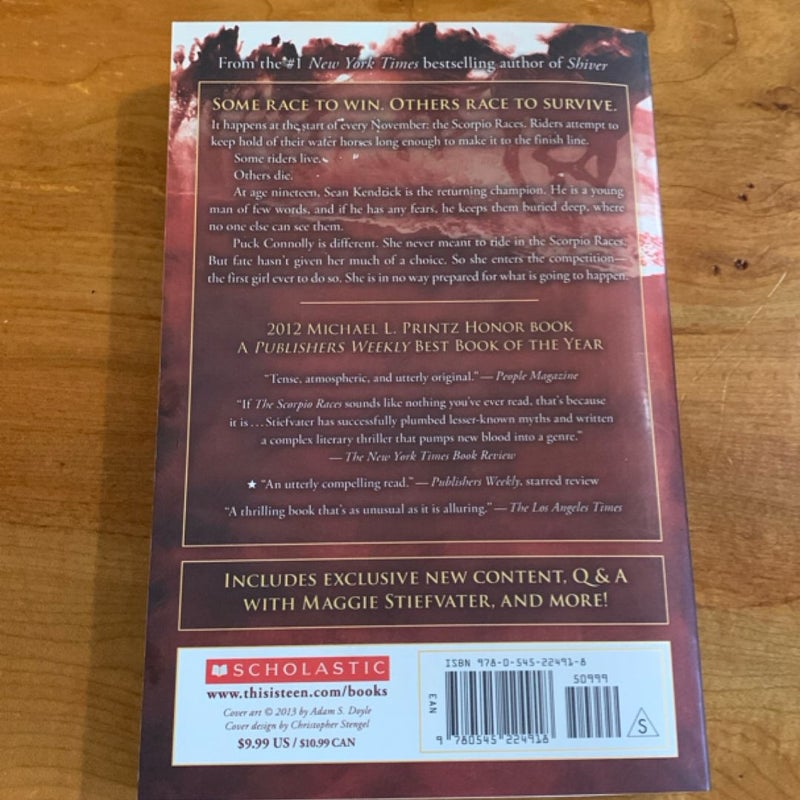 From the #1 New York Times bestselling author of Shiver
SOME RACE TO WIN. OTHERS RACE TO SURVIVE.
It happens at the start of every November: the Scorpio Races. Riders attempt to
keep hold of their water horses long enough to make it to the finish line.
Some riders live.
Others die.
At age nineteen, Sean Kendrick is the returning champion. He is a young
man of few words, and if he has any fears, he keeps them buried deep, where
no one else can see them.
Puck Connolly is different. She never meant to ride in the Scorpio Races.
But fate hasn't given her much of a choice. So she enters the competition—
the first girl ever to do so. She is in no way prepared for what is going to happen.
2012 MICHAEL L. PRINTZ HONOR BOOK
A PUBLISHERS WEEKLY BEST BOOK OF THE YEAR
"Tense, atmospheric, and utterly original." — People Magazine
"If The Scorpio Races sounds like nothing you've ever read, that's because
it is . . . Stiefvater has successfully plumbed lesser-known myths and written
a complex literary thriller that pumps new blood into a genre."
— The New York Times Book Review
★ "An utterly compelling read." — Publishers Weekly, starred review
"A thrilling book that's as unusual as it is alluring." — The Los Angeles Times
INCLUDES EXCLUSIVE NEW CONTENT, Q & A
WITH MAGGIE STIEFVATER, AND MORE!
SCHOLASTIC
www.thisisteen.com/books
Cover art © 2013 by Adam S. Doyle
Cover design by Christopher Stengel
$9.99 US / $10.99 CAN
ISBN 978-0-545-22491-8
50999
EAN
9 780545 224918
S